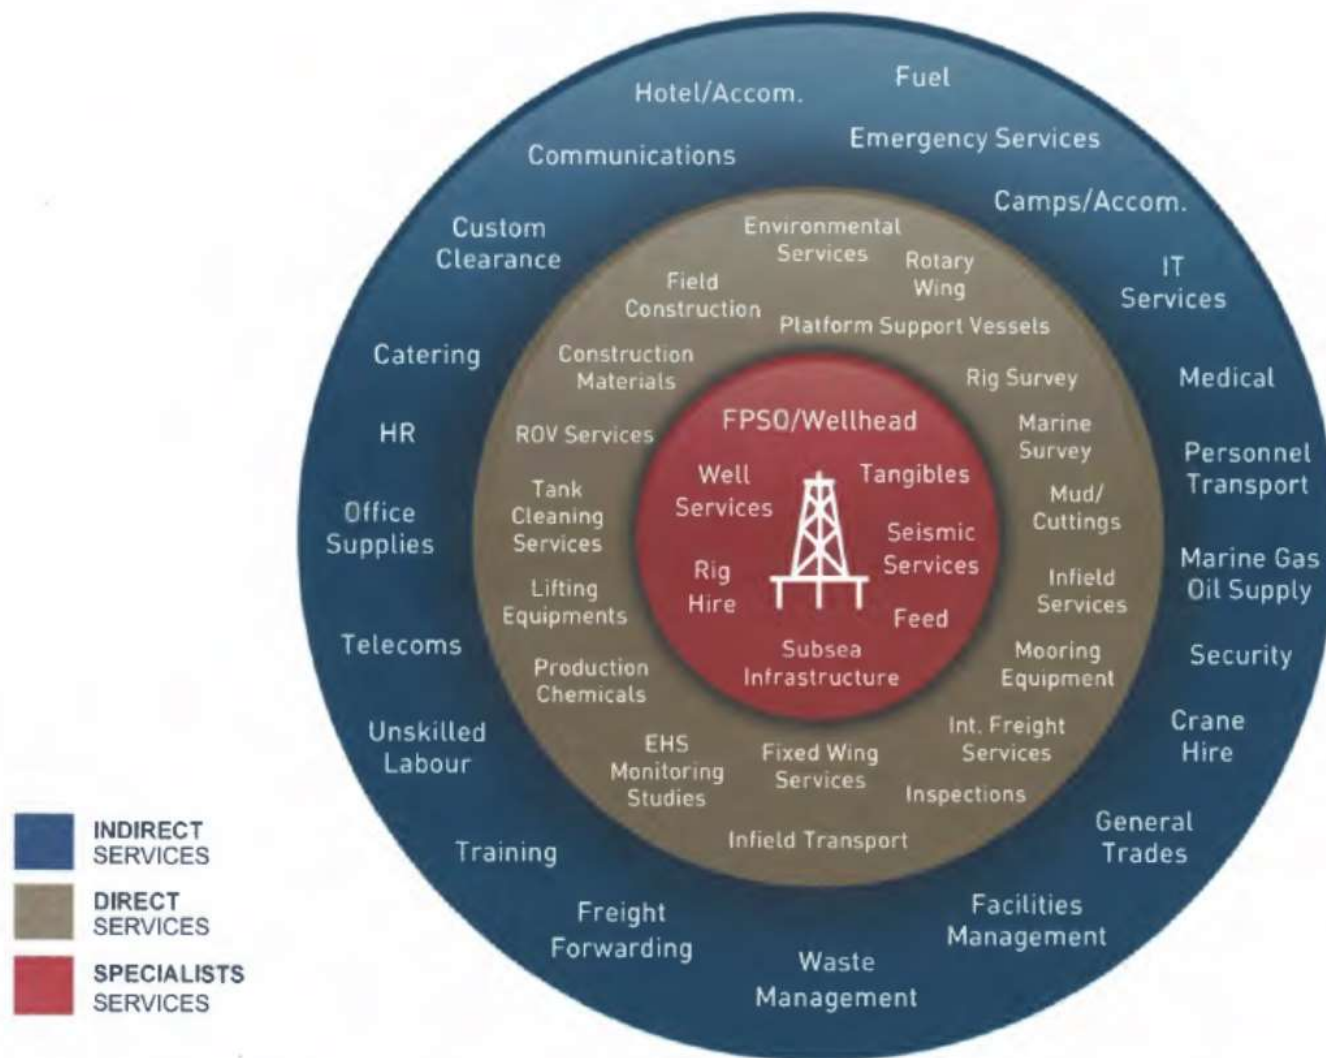 Hotel/Accom.
Fuel
Communications
Emergency Services
Camps/Accom.
Custom
Clearance
IT
Services
Catering
Medical
HR
Personnel
Transport
Office
Supplies
Marine Gas
Oil Supply
Telecoms
Security
Unskilled
Labour
Crane
Hire
Training
General
Trades
Freight
Forwarding
Facilities
Management
Waste
Management
Environmental
Services
Rotary
Wing
Field
Construction
Platform Support Vessels
Construction
Materials
Rig Survey
ROV Services
Marine
Survey
Tank
Cleaning
Services
Mud/
Cuttings
Lifting
Equipments
Infield
Services
Production
Chemicals
Mooring
Equipment
EHS
Monitoring
Studies
Fixed Wing
Services
Int. Freight
Services
Inspections
Infield Transport
FPSO/Wellhead
Well
Services
Tangibles
Seismic
Services
Rig
Hire
Feed
Subsea
Infrastructure
INDIRECT
SERVICES
DIRECT
SERVICES
SPECIALISTS
SERVICES